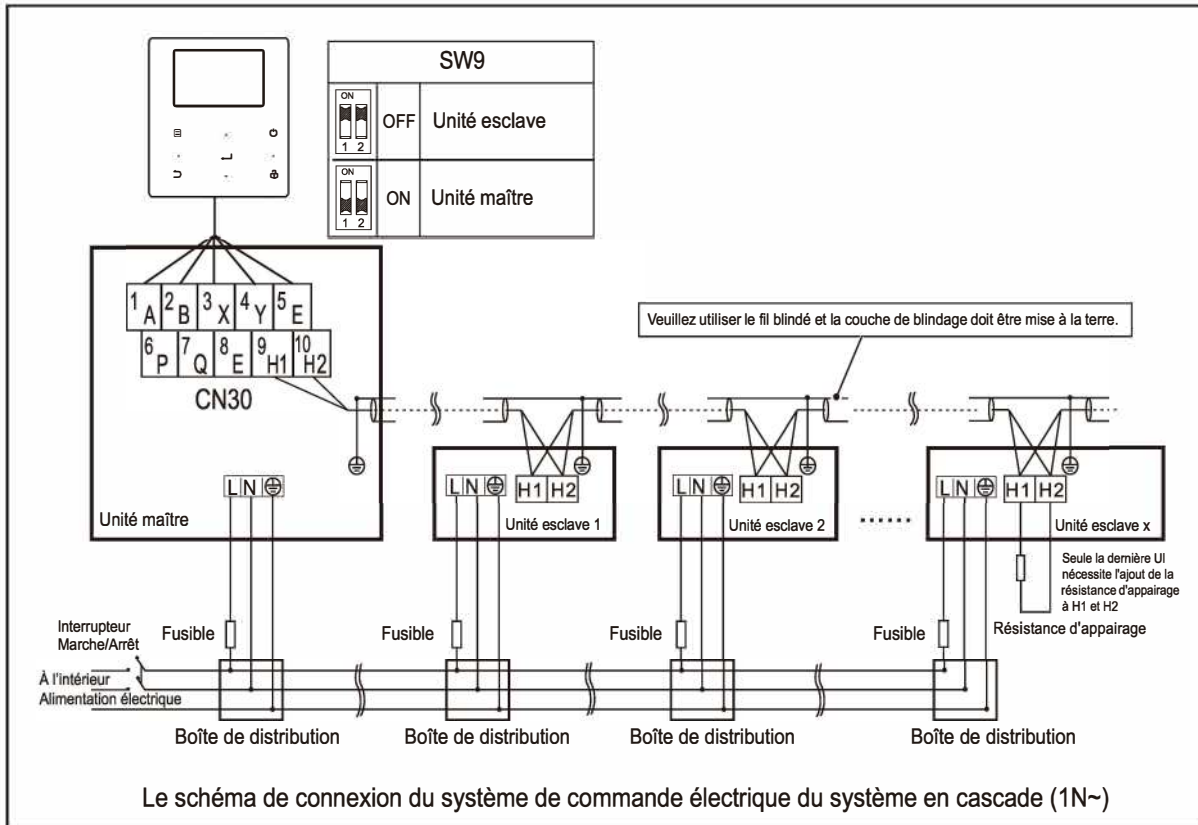 SW9
ON
1 2
OFF
Unité esclave
ON
1 2
ON
Unité maître
1 A
2 B
3 X
4 Y
5 E
6 P
7 Q
8 E
9 H1
10 H2
CN30
Veuillez utiliser le fil blindé et la couche de blindage doit être mise à la terre.
L N
Unité maître
L N
H1 H2
Unité esclave 1
L N
H1 H2
Unité esclave 2
L N
H1 H2
Unité esclave x
Seule la dernière UI
nécessite l'ajout de la
résistance d'appairage
à H1 et H2
Résistance d'appairage
Interrupteur
Marche/Arrêt
Fusible
Fusible
Fusible
Fusible
À l'intérieur
Alimentation électrique
Boîte de distribution
Boîte de distribution
Boîte de distribution
Boîte de distribution
Le schéma de connexion du système de commande électrique du système en cascade (1N~)